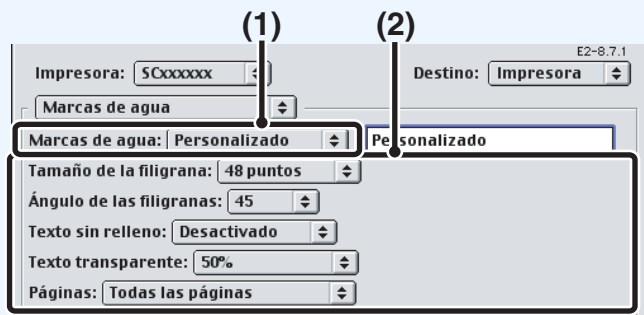 (1) (2)
E2-8.7.1
Impresora: SCxxxxxx Destino: Impresora
Marcas de agua
Marcas de agua: Personalizado Personalizado
Tamaño de la filigrana: 48 puntos
Ángulo de las filigranas: 45
Texto sin relleno: Desactivado
Texto transparente: 50%
Páginas: Todas las páginas